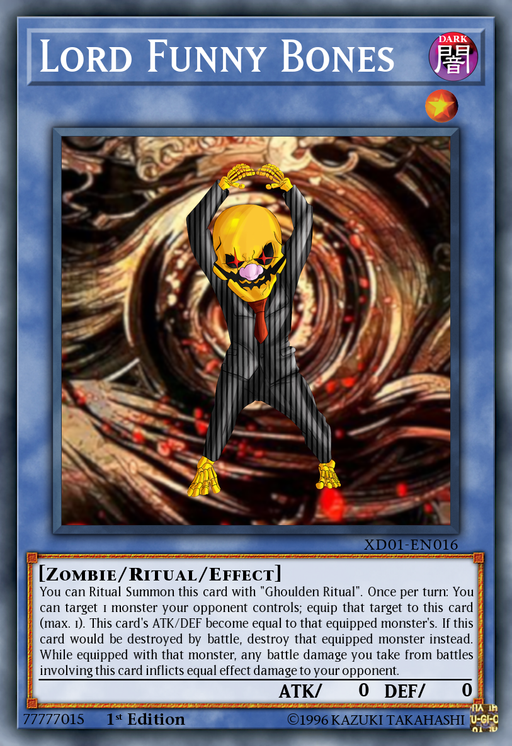 Lord Funny Bones
DARK
闇
XD01-EN016
[Zombie/Ritual/Effect]
You can Ritual Summon this card with "Ghoulden Ritual". Once per turn: You
can target 1 monster your opponent controls; equip that target to this card
(max. 1). This card's ATK/DEF become equal to that equipped monster's. If this
card would be destroyed by battle, destroy that equipped monster instead.
While equipped with that monster, any battle damage you take from battles
involving this card inflicts equal effect damage to your opponent.
ATK/ 0 DEF/ 0
77777015 1st Edition ©1996 KAZUKI TAKAHASHI